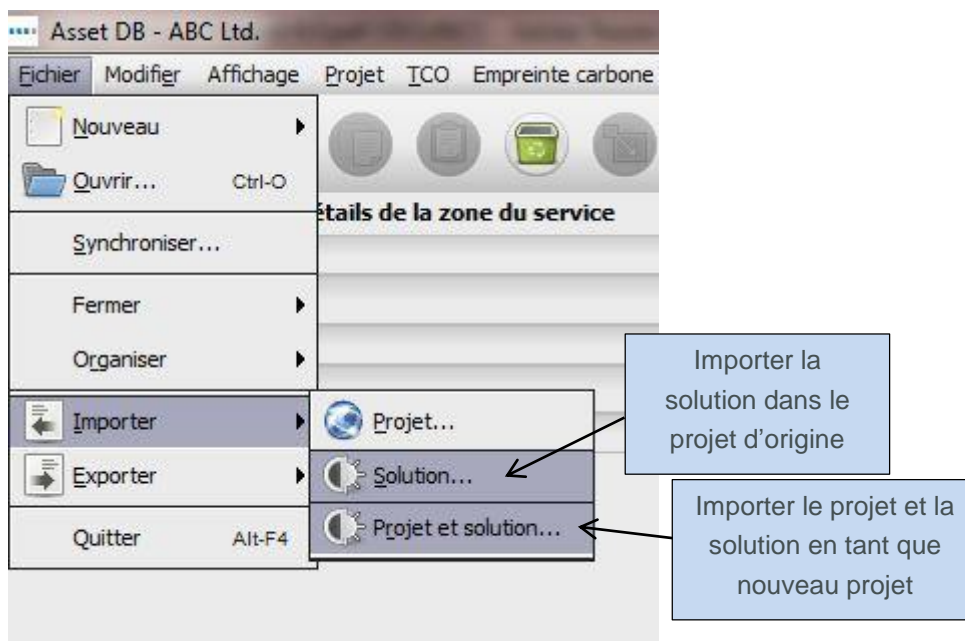 Asset DB - ABC Ltd.
Fichier Modifier Affichage Projet TCO Empreinte carbone
Nouveau
Ouvrir... Ctrl-O
étails de la zone du service
Synchroniser...
Fermer
Organiser
Importer
Projet...
Exporter
Solution...
Quitter Alt-F4
Projet et solution...
Importer la
solution dans le
projet d'origine
Importer le projet et la
solution en tant que
nouveau projet